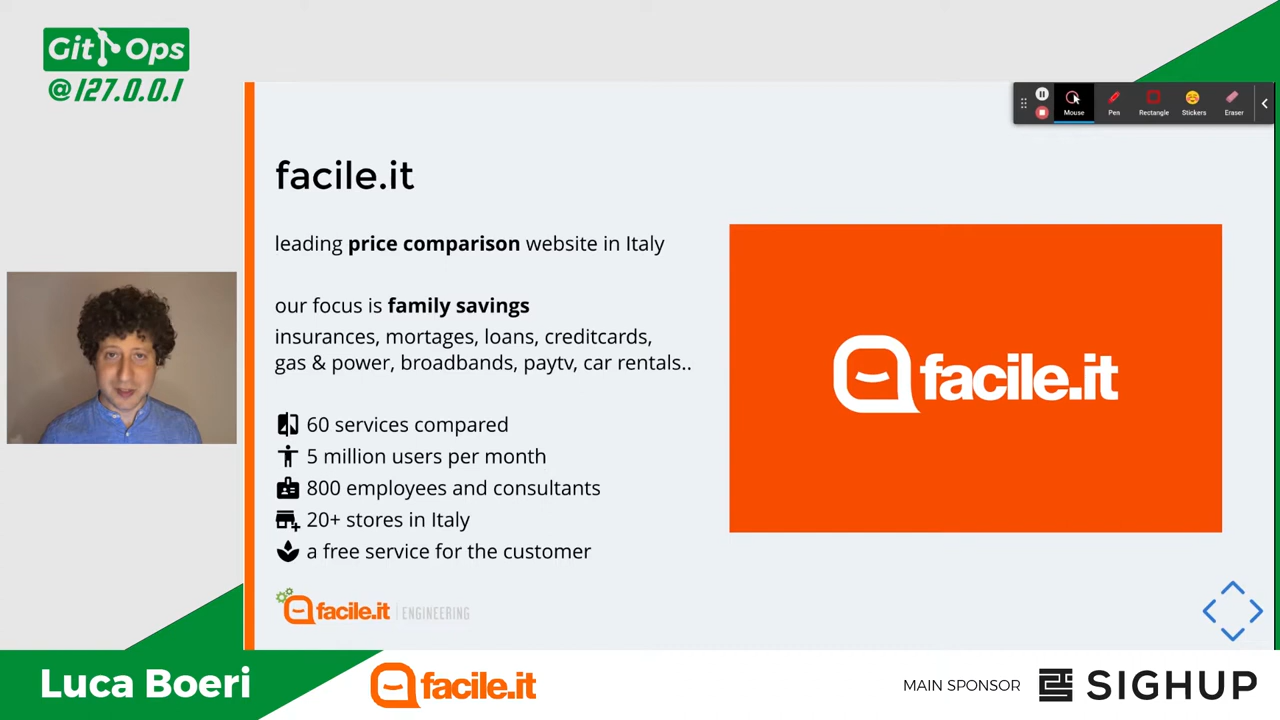 Git Ops
@127.0.0.1
Mouse
Pen
Rectangle
Stickers
Eraser
facile.it
leading price comparison website in Italy
our focus is family savings
insurances, mortages, loans, creditcards,
gas & power, broadbands, paytv, car rentals..
60 services compared
5 million users per month
800 employees and consultants
20+ stores in Italy
a free service for the customer
facile.it
facile.it | ENGINEERING
Luca Boeri
facile.it
MAIN SPONSOR
SIGHUP